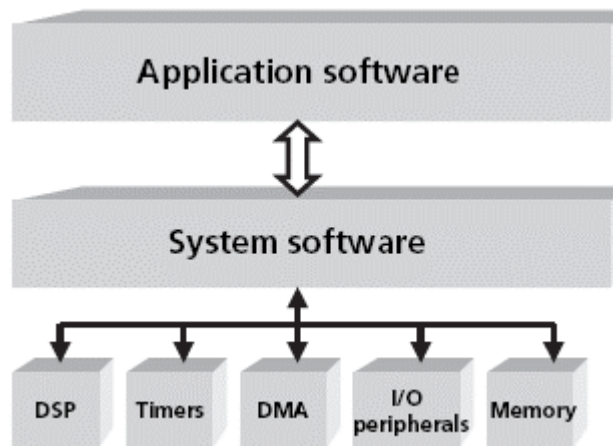 Application software
System software
DSP
Timers
DMA
I/O
peripherals
Memory